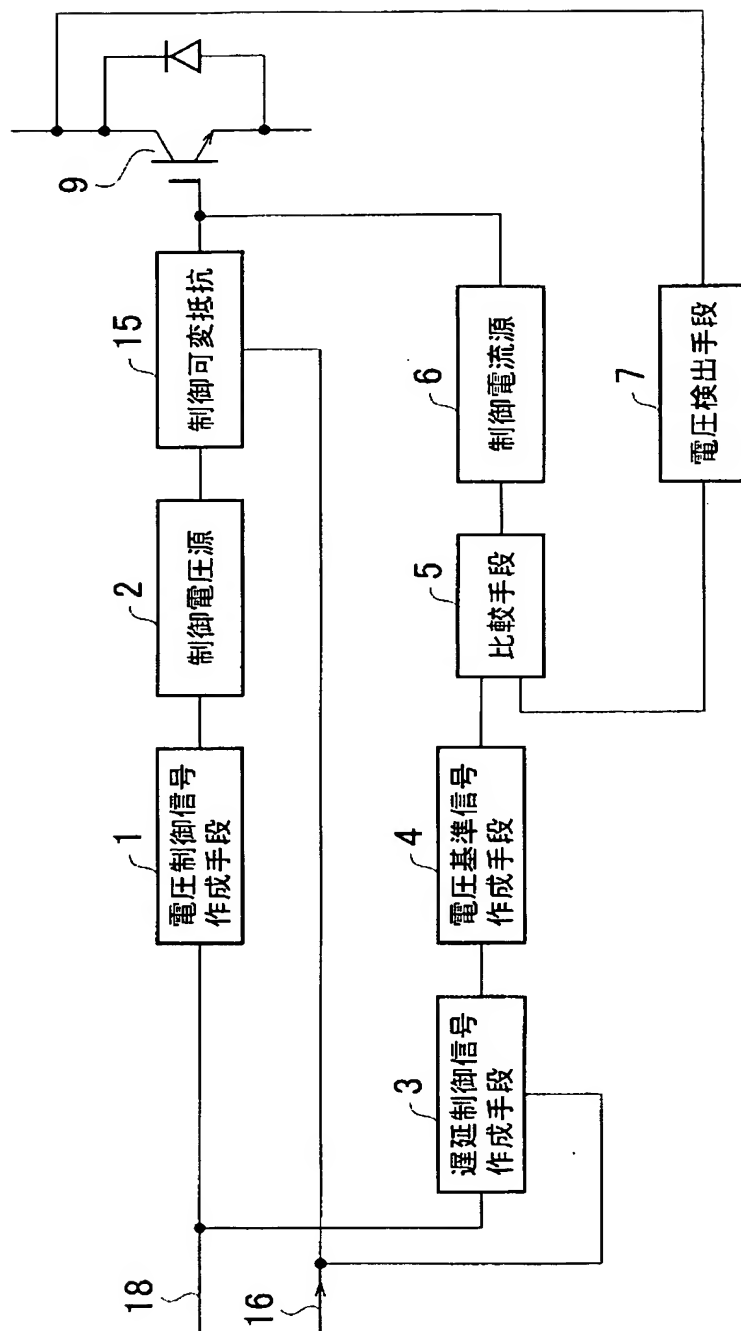 18
16
1
電圧制御信号
作成手段
2
制御電圧源
15
制御可変抵抗
9
3
遅延制御信号
作成手段
4
電圧基準信号
作成手段
5
比較手段
6
制御電流源
7
電圧検出手段